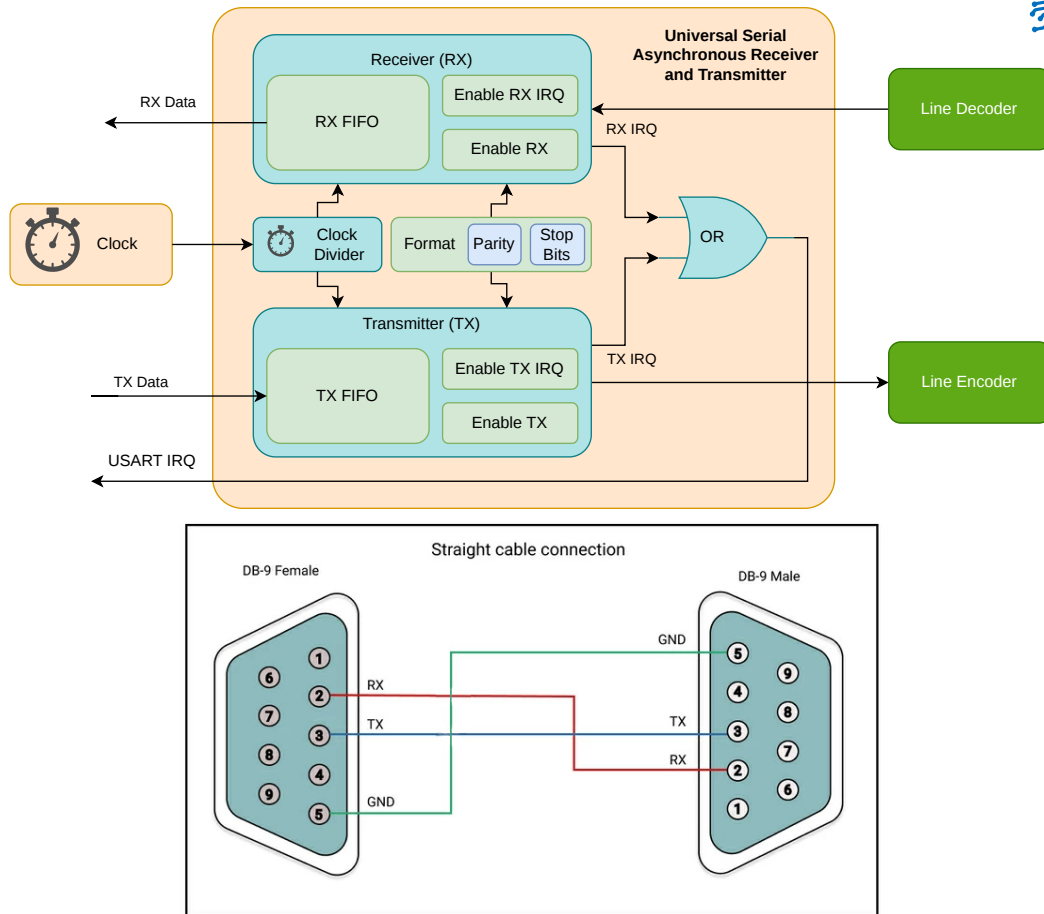 Universal Serial
Asynchronous Receiver
and Transmitter
Receiver (RX)
RX FIFO
Enable RX IRQ
Enable RX
RX Data
RX IRQ
Line Decoder
Clock
Clock
Divider
Format
Parity
Stop
Bits
OR
Transmitter (TX)
TX FIFO
Enable TX IRQ
Enable TX
TX Data
TX IRQ
Line Encoder
USART IRQ
Straight cable connection
DB-9 Female
DB-9 Male
1
2
3
4
5
6
7
8
9
RX
TX
GND
GND
TX
RX
5
4
3
2
1
9
8
7
6